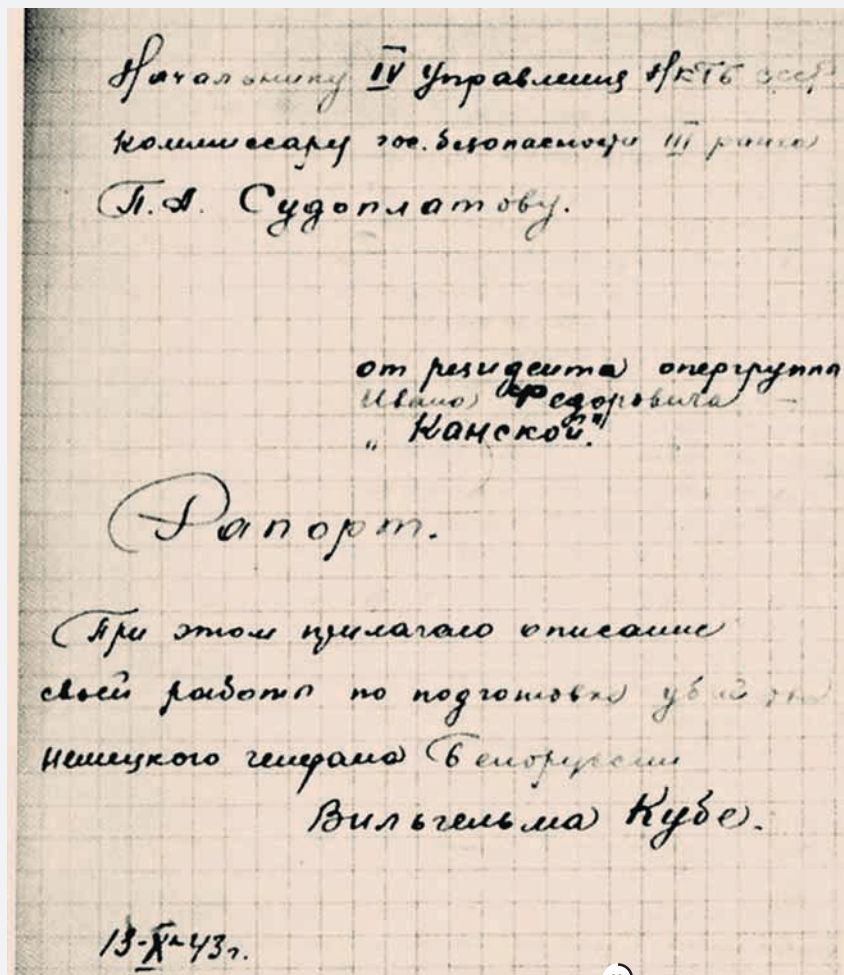 Начальнику IV Управления НКГБ СССР
комиссару гос. безопасности III ранга
П.А. Судоплатову.
от резидента опергруппы
Ивана Федоровича
„Канской".
Рапорт.
При этом прилагаю описание
своей работы по подготовке
немецкого генерала Белоруссии
Вильгельма Кубе.
13-X-43г.